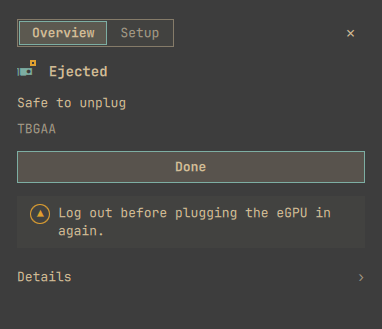 Overview Setup ×
Ejected
Safe to unplug
TBGAA
Done
Log out before plugging the eGPU in
again.
Details ›